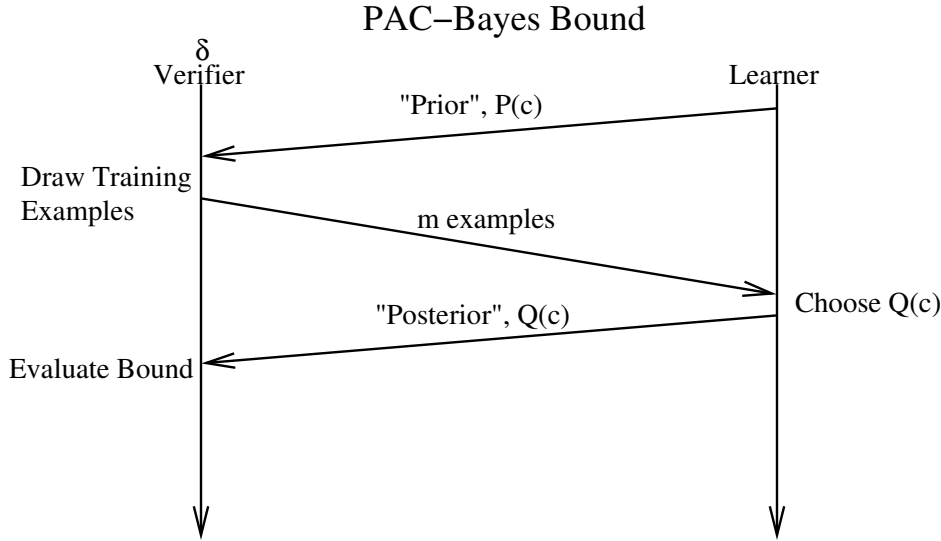 PAC−Bayes Bound
δ
Verifier
Learner
"Prior", P(c)
Draw Training
Examples
m examples
Choose Q(c)
"Posterior", Q(c)
Evaluate Bound